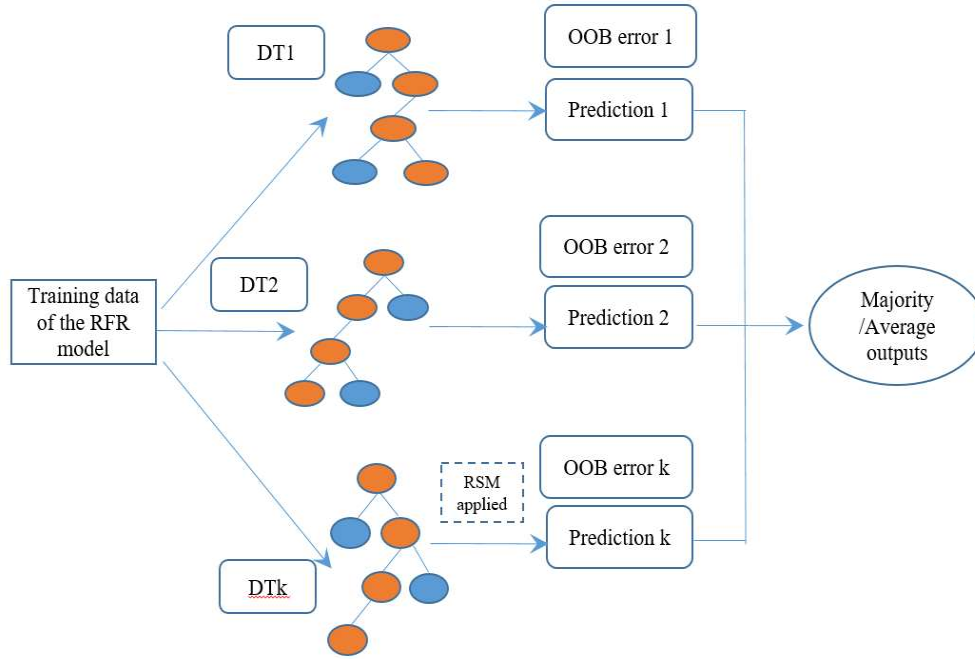 DT1
OOB error 1
Prediction 1
Training data
of the RFR
model
DT2
OOB error 2
Prediction 2
Majority
/Average
outputs
RSM
applied
OOB error k
Prediction k
DTk